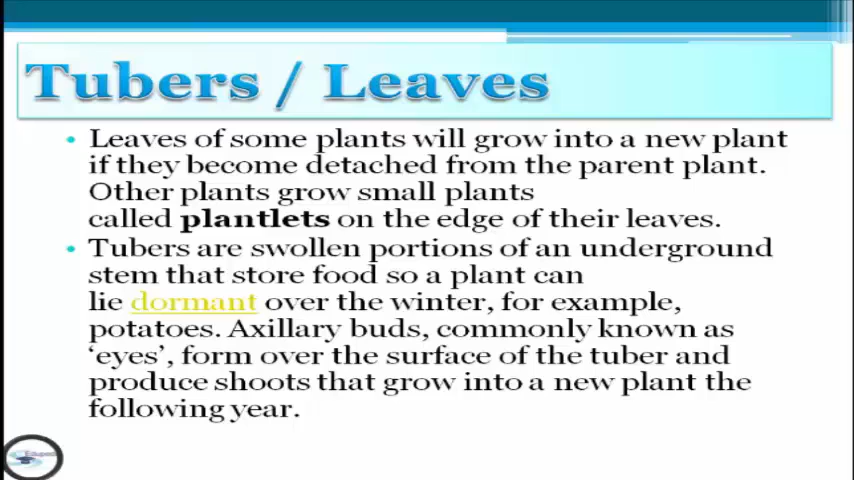 Tubers / Leaves
• Leaves of some plants will grow into a new plant
if they become detached from the parent plant.
Other plants grow small plants
called plantlets on the edge of their leaves.
• Tubers are swollen portions of an underground
stem that store food so a plant can
lie dormant over the winter, for example,
potatoes. Axillary buds, commonly known as
‘eyes’, form over the surface of the tuber and
produce shoots that grow into a new plant the
following year.